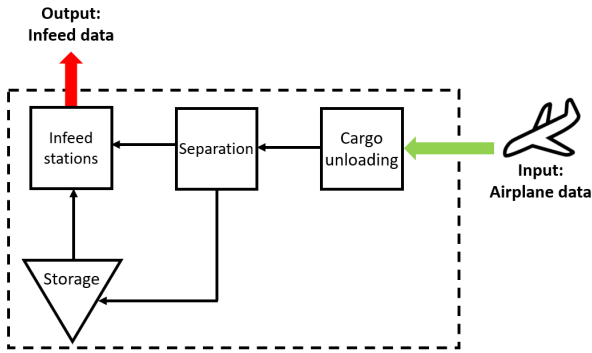 Output:
Infeed data
Infeed
stations
Separation
Cargo
unloading
Input:
Airplane data
Storage